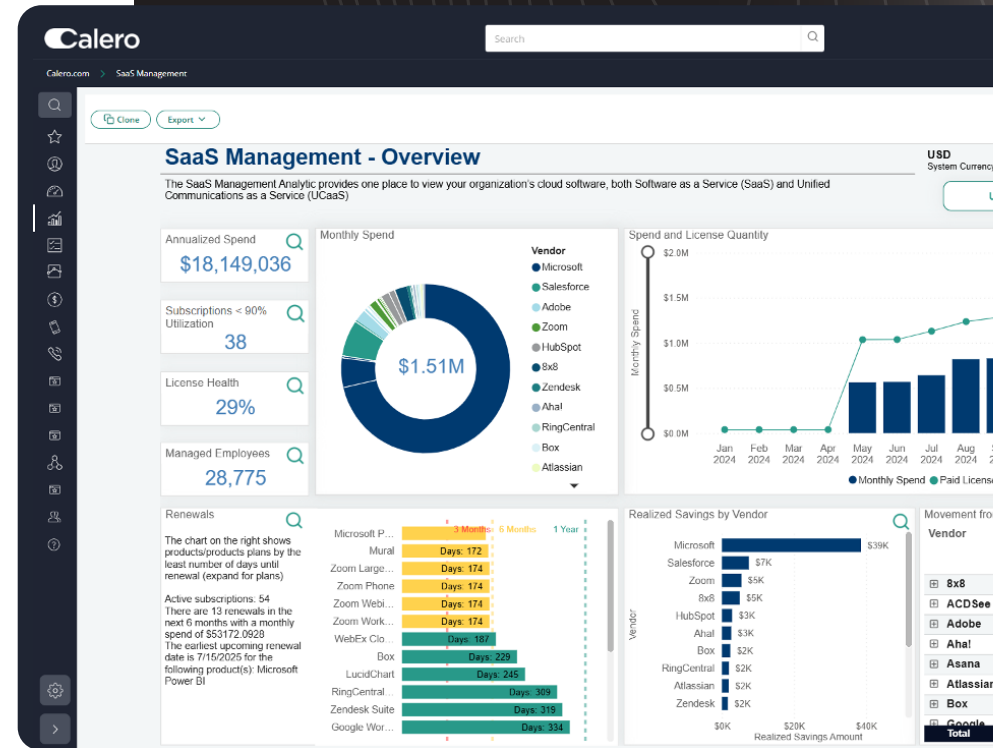 Calero
Search
Calero.com > SaaS Management
Clone
Export
SaaS Management - Overview
The SaaS Management Analytic provides one place to view your organization's cloud software, both Software as a Service (SaaS) and Unified
Communications as a Service (UCaaS)
USD
System Currency
Annualized Spend
$18,149,036
Subscriptions < 90%
Utilization
38
License Health
29%
Managed Employees
28,775
Monthly Spend
$1.51M
Vendor
Microsoft
Salesforce
Adobe
Zoom
HubSpot
8x8
Zendesk
Aha!
RingCentral
Box
Atlassian
Spend and License Quantity
Monthly Spend
$2.0M
$1.5M
$1.0M
$0.5M
$0.0M
Jan Feb Mar Apr May Jun Jul Aug
2024 2024 2024 2024 2024 2024 2024 2024
Monthly Spend Paid License
Renewals
The chart on the right shows
products/products plans by the
least number of days until
renewal (expand for plans)
Active subscriptions: 54
There are 13 renewals in the
next 6 months with a monthly
spend of $53172.0928
The earliest upcoming renewal
date is 7/15/2025 for the
following product(s): Microsoft
Power BI
3 Months 6 Months 1 Year
Microsoft P...
Mural Days: 172
Zoom Large... Days: 174
Zoom Phone Days: 174
Zoom Webi... Days: 174
Zoom Work... Days: 174
WebEx Clo... Days: 187
Box Days: 229
LucidChart Days: 245
RingCentral... Days: 309
Zendesk Suite Days: 319
Google Wor... Days: 334
Realized Savings by Vendor
Vendor
Microsoft $39K
Salesforce $7K
Zoom $5K
8x8 $5K
HubSpot $3K
Aha! $3K
Box $2K
RingCentral $2K
Atlassian $2K
Zendesk $2K
$0K $20K $40K
Realized Savings Amount
Movement fro
Vendor
8x8
ACDSee
Adobe
Aha!
Asana
Atlassian
Box
Google
Total